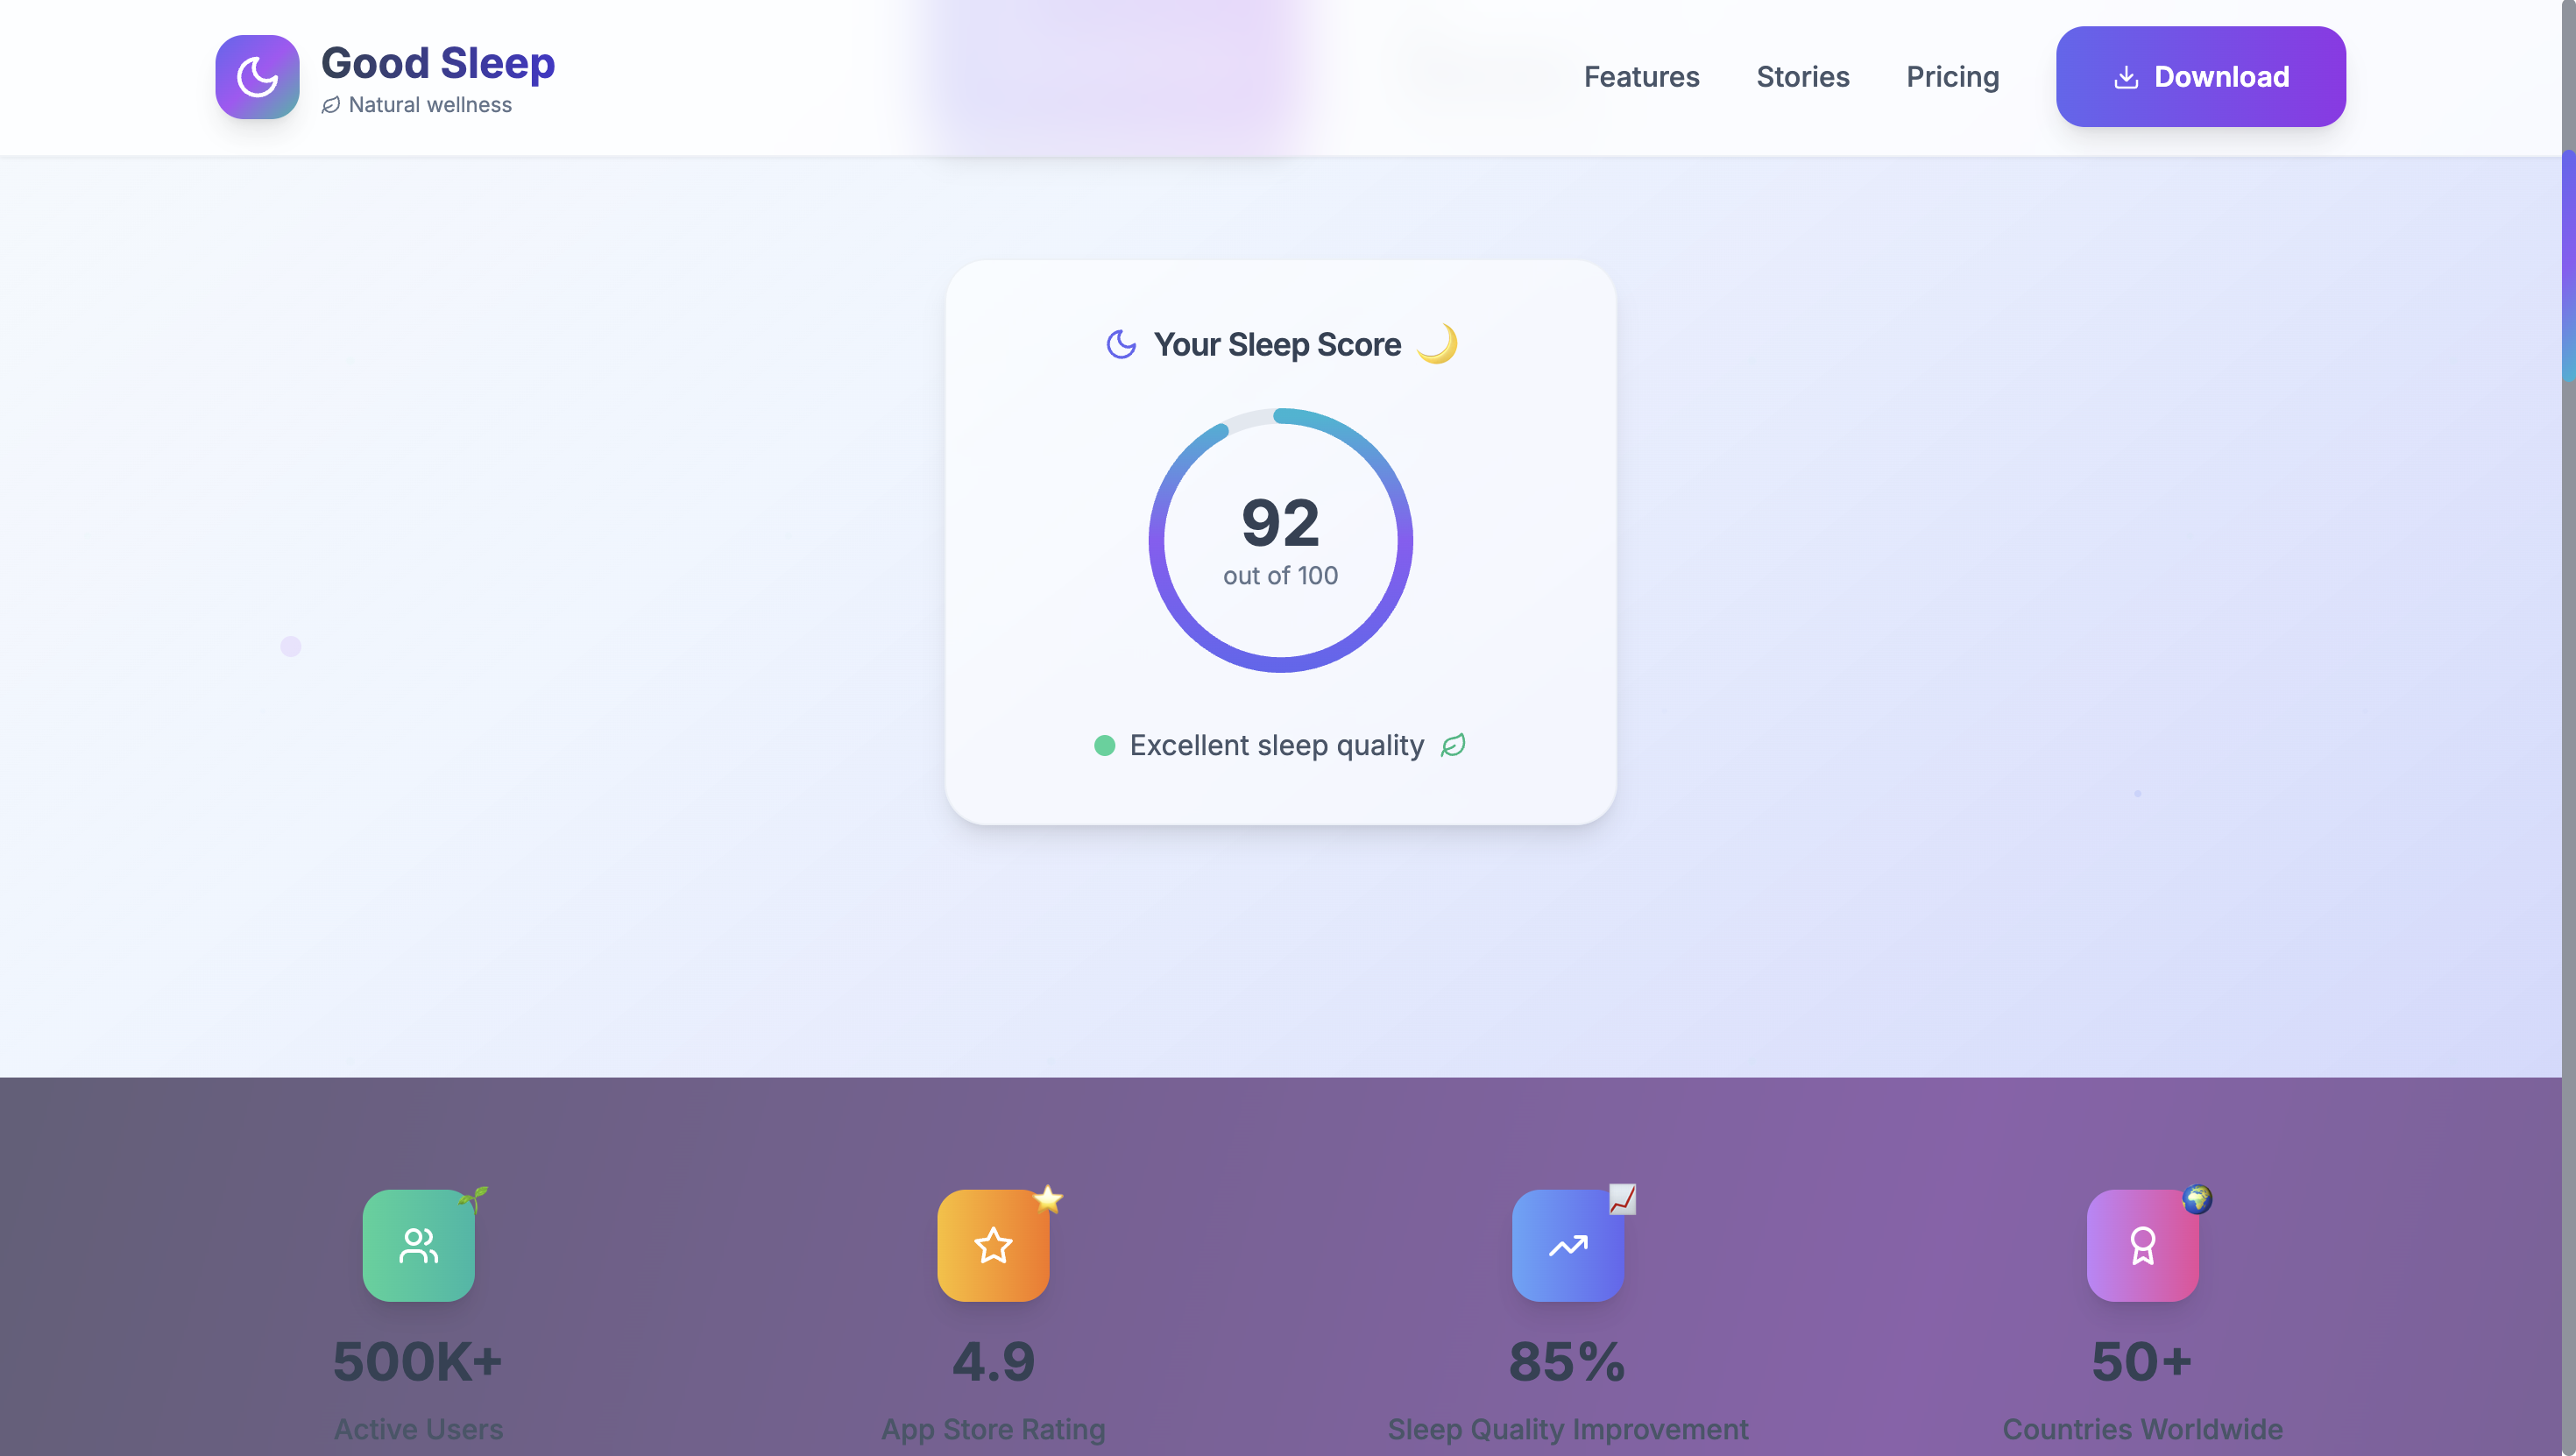 Good Sleep
Natural wellness
Features
Stories
Pricing
Download
Your Sleep Score 🌙
92
out of 100
Excellent sleep quality
500K+
4.9
85%
50+
Active Users
App Store Rating
Sleep Quality Improvement
Countries Worldwide